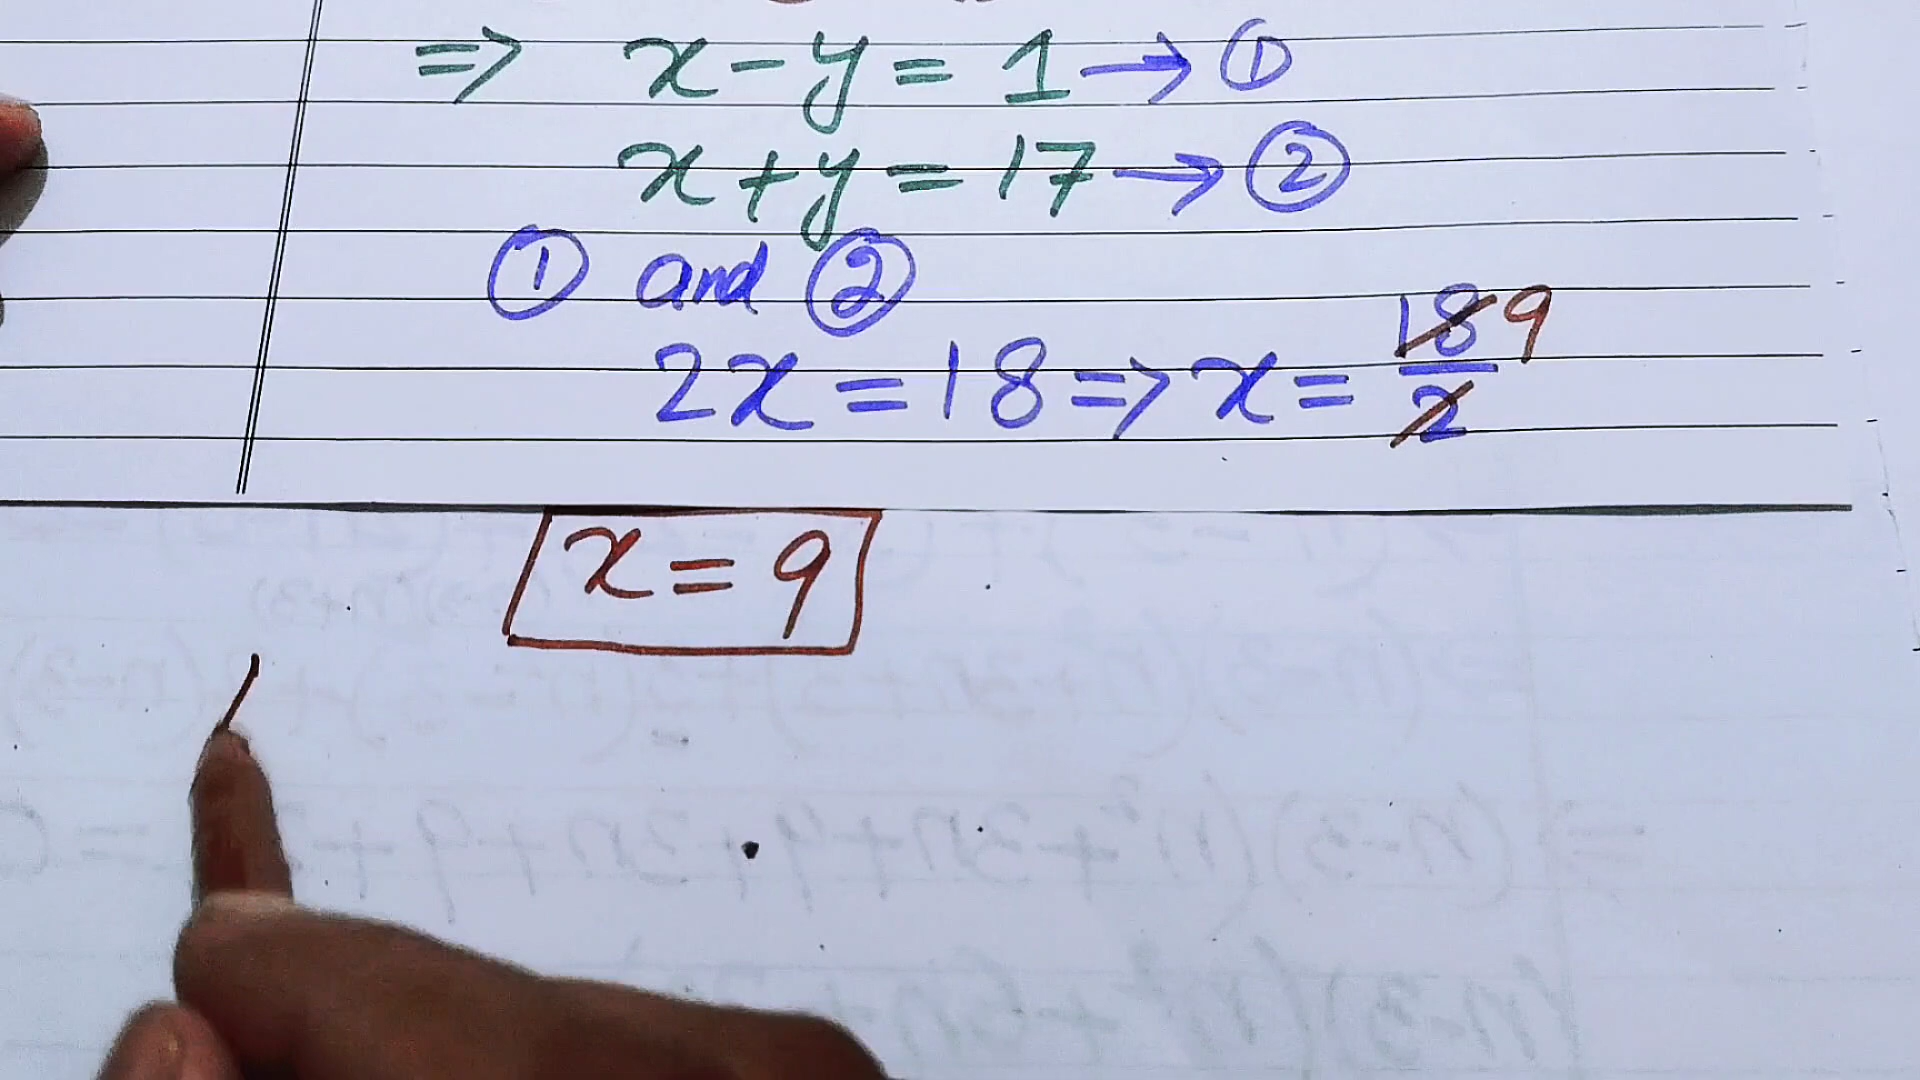 => x - y = 1 → ①
x + y = 17 → ②
① and ②
2x = 18 => x = 18/2 9
x = 9